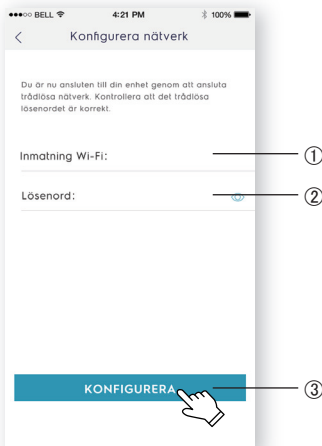 BELL 4:21 PM 100%
Konfigurera nätverk
Du är nu ansluten till din enhet genom att ansluta
trådlösa nätverk. Kontrollera att det trådlösa
lösenordet är korrekt.
Inmatning Wi-Fi: ①
Lösenord: ②
KONFIGURERA ③